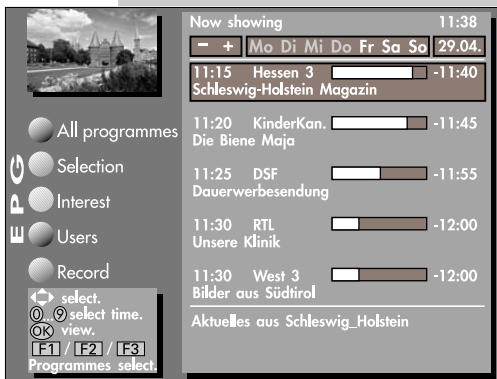 Now showing 11:38
− + Mo Di Mi Do Fr Sa So 29.04.
11:15 Hessen 3 -11:40
Schleswig-Holstein Magazin
11:20 KinderKan. -11:45
Die Biene Maja
11:25 DSF -11:55
Dauerwerbesendung
11:30 RTL -12:00
Unsere Klinik
11:30 West 3 -12:00
Bilder aus Südtirol
Aktuelles aus Schleswig_Holstein
EPG
All programmes
Selection
Interest
Users
Record
select.
0...9 select time.
OK view.
F1 / F2 / F3
Programmes select.